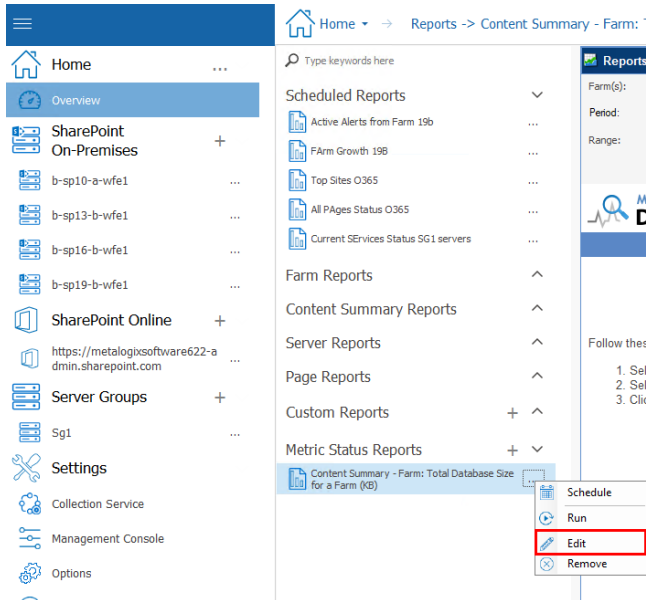 Home
...
Overview
SharePoint
On-Premises
+
b-sp10-a-wfe1
...
b-sp13-b-wfe1
...
b-sp16-b-wfe1
...
b-sp19-b-wfe1
...
SharePoint Online
+
https://metalogixsoftware622-a
dmin.sharepoint.com
...
Server Groups
+
Sg1
...
Settings
Collection Service
Management Console
Options
Home → Reports -> Content Summary - Farm:
Type keywords here
Scheduled Reports
Active Alerts from Farm 19b
...
FArm Growth 19B
...
Top Sites O365
...
All PAges Status O365
...
Current SErvices Status SG1 servers
...
Farm Reports
Content Summary Reports
Server Reports
Page Reports
Custom Reports
+
Metric Status Reports
+
Content Summary - Farm: Total Database Size
for a Farm (KB)
...
Schedule
Run
Edit
Remove
Reports
Farm(s):
Period:
Range:
Follow
1.
2.
3.